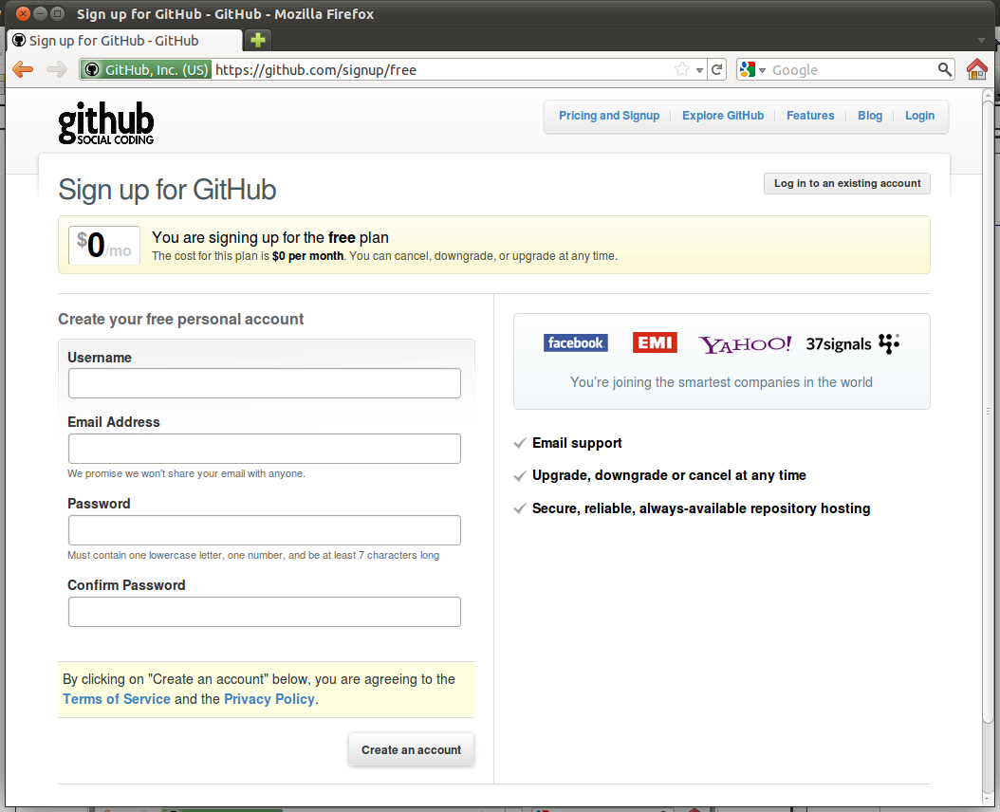 Sign up for GitHub - GitHub - Mozilla Firefox
Sign up for GitHub - GitHub
GitHub, Inc. (US) https://github.com/signup/free Google
github
SOCIAL CODING
Pricing and Signup Explore GitHub Features Blog Login
Sign up for GitHub
Log in to an existing account
$0/mo
You are signing up for the free plan
The cost for this plan is $0 per month. You can cancel, downgrade, or upgrade at any time.
Create your free personal account
Username
Email Address
We promise we won't share your email with anyone.
Password
Must contain one lowercase letter, one number, and be at least 7 characters long
Confirm Password
By clicking on "Create an account" below, you are agreeing to the
Terms of Service and the Privacy Policy.
Create an account
facebook EMI YAHOO! 37signals
You're joining the smartest companies in the world
Email support
Upgrade, downgrade or cancel at any time
Secure, reliable, always-available repository hosting